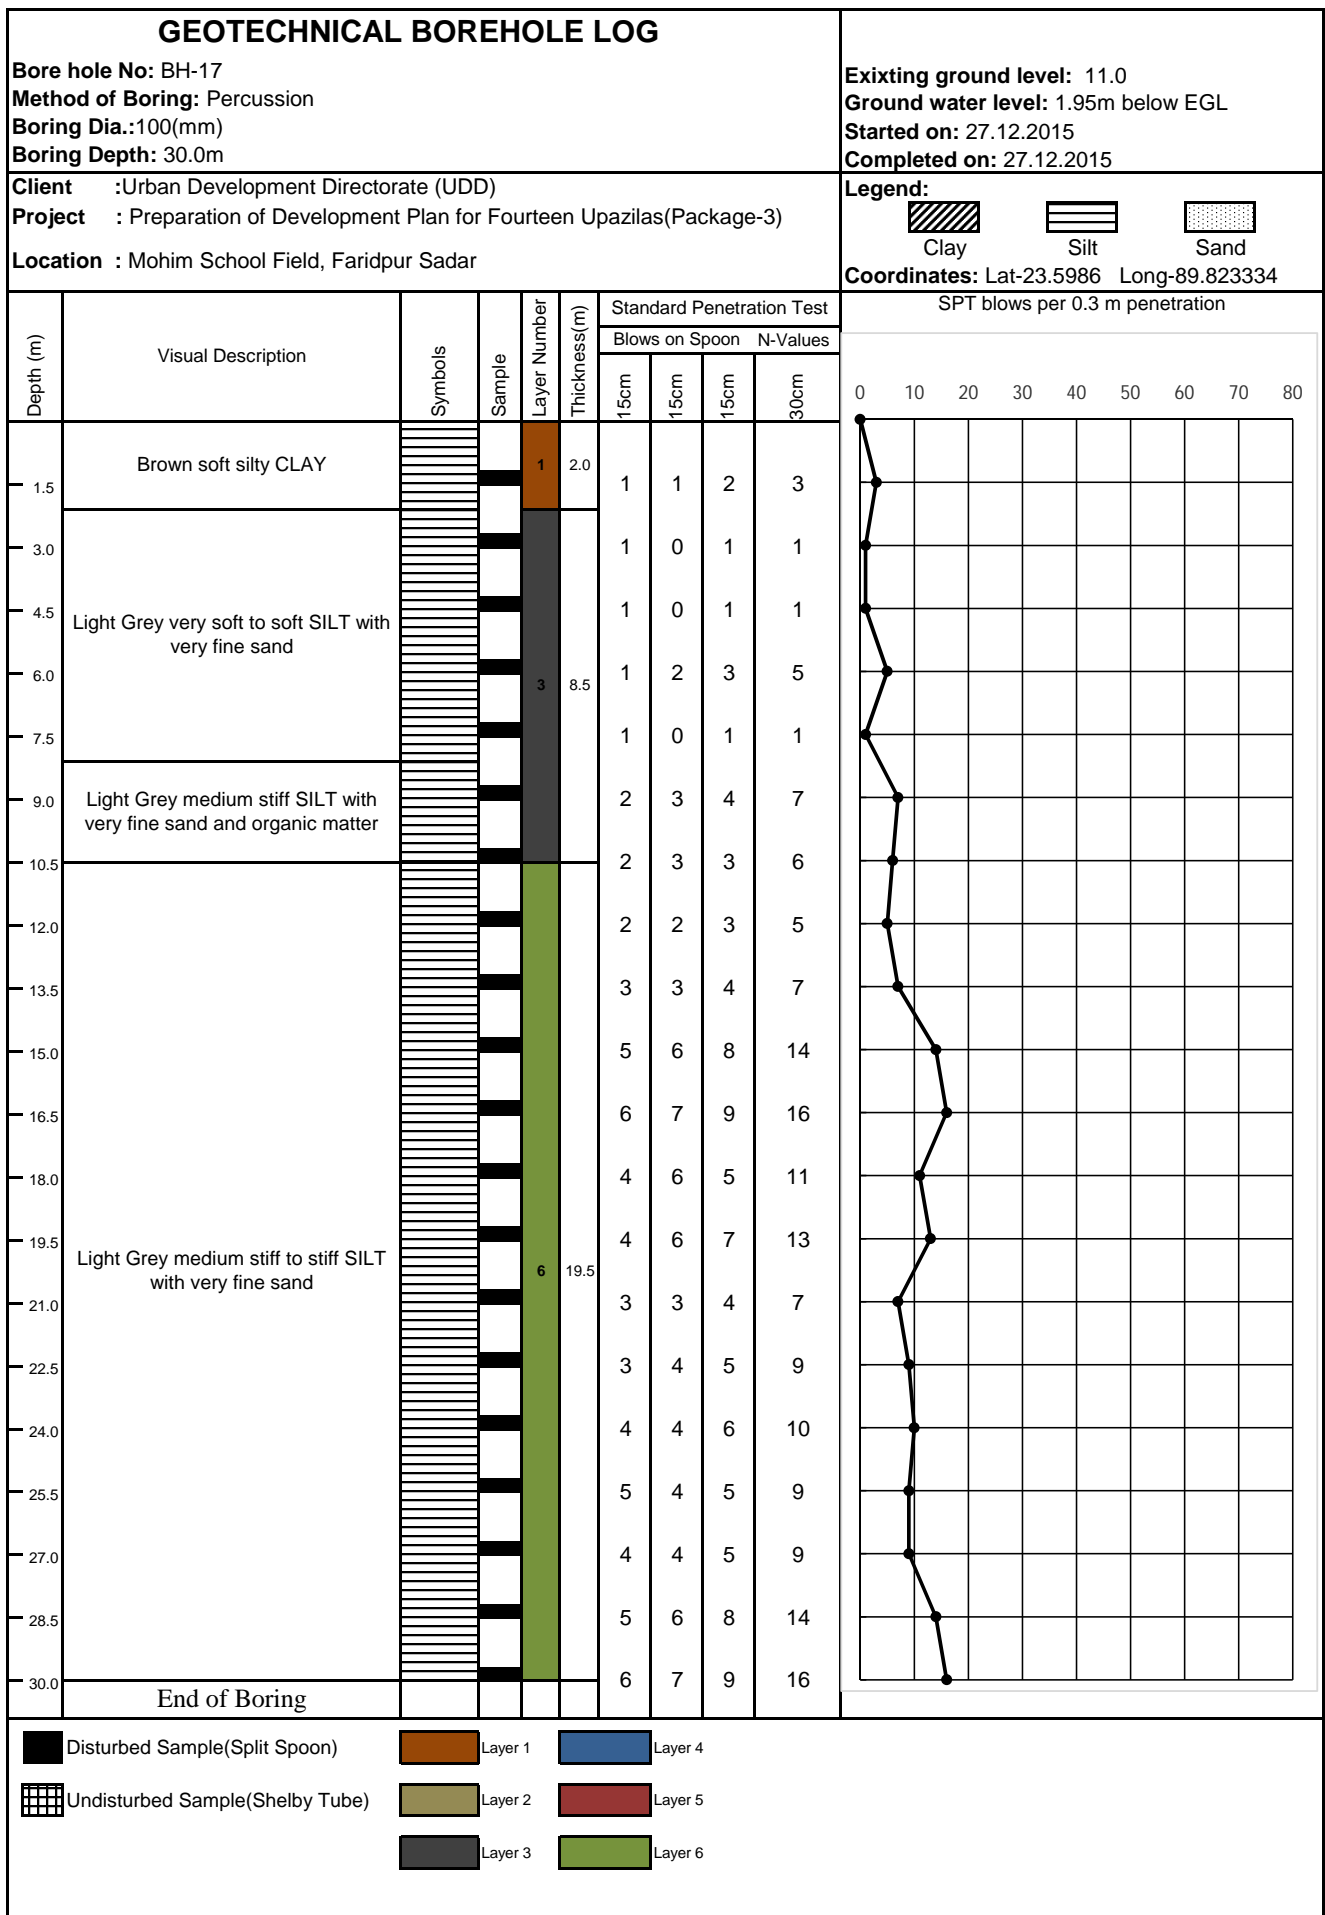 GEOTECHNICAL BOREHOLE LOG
Bore hole No: BH-17
Method of Boring: Percussion
Boring Dia.:100(mm)
Boring Depth: 30.0m
Exixting ground level: 11.0
Ground water level: 1.95m below EGL
Started on: 27.12.2015
Completed on: 27.12.2015
Client :Urban Development Directorate (UDD)
Project : Preparation of Development Plan for Fourteen Upazilas(Package-3)
Location : Mohim School Field, Faridpur Sadar
Legend:
Clay Silt Sand
Coordinates: Lat-23.5986 Long-89.823334
Depth (m)
Visual Description
Symbols
Sample
Layer Number
Thickness(m)
Standard Penetration Test
Blows on Spoon N-Values
15cm 15cm 15cm 30cm
SPT blows per 0.3 m penetration
0 10 20 30 40 50 60 70 80
Brown soft silty CLAY 1 2.0
1.5 1 1 2 3
3.0 1 0 1 1
4.5 1 0 1 1
Light Grey very soft to soft SILT with
very fine sand
6.0 1 2 3 5
3 8.5
7.5 1 0 1 1
9.0 2 3 4 7
Light Grey medium stiff SILT with
very fine sand and organic matter
10.5 2 3 3 6
12.0 2 2 3 5
13.5 3 3 4 7
15.0 5 6 8 14
16.5 6 7 9 16
18.0 4 6 5 11
19.5 4 6 7 13
Light Grey medium stiff to stiff SILT
with very fine sand
6 19.5
21.0 3 3 4 7
22.5 3 4 5 9
24.0 4 4 6 10
25.5 5 4 5 9
27.0 4 4 5 9
28.5 5 6 8 14
30.0 6 7 9 16
End of Boring
Disturbed Sample(Split Spoon) Layer 1 Layer 4
Undisturbed Sample(Shelby Tube) Layer 2 Layer 5
Layer 3 Layer 6